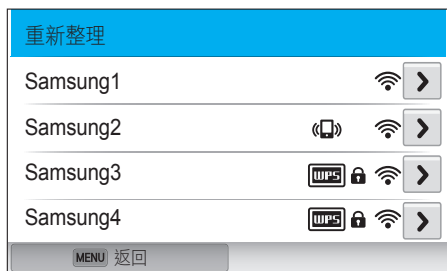 重新整理
Samsung1
Samsung2
Samsung3 WPS
Samsung4 WPS
MENU 返回